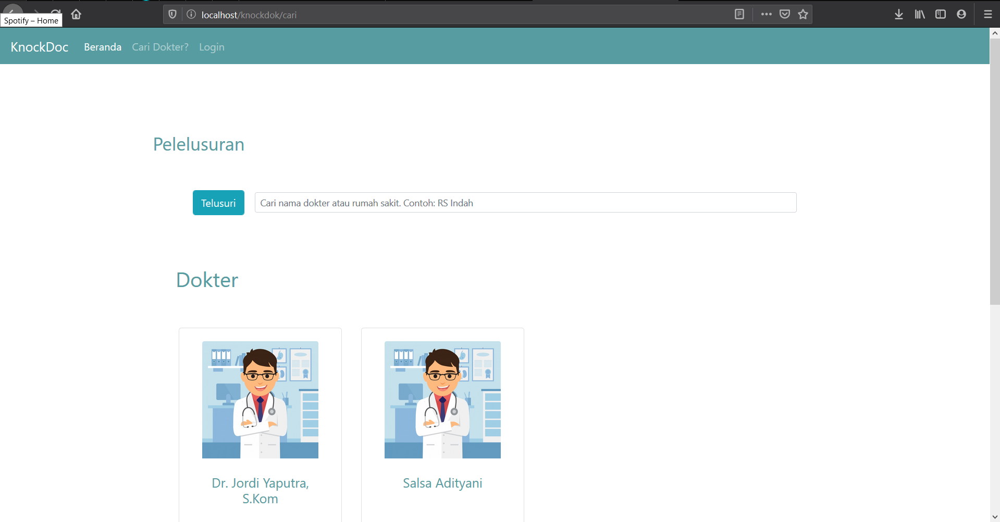 localhost/knockdok/cari
Spotify – Home
KnockDoc Beranda Cari Dokter? Login
Pelelusuran
Telusuri Cari nama dokter atau rumah sakit. Contoh: RS Indah
Dokter
Dr. Jordi Yaputra,
S.Kom
Salsa Adityani